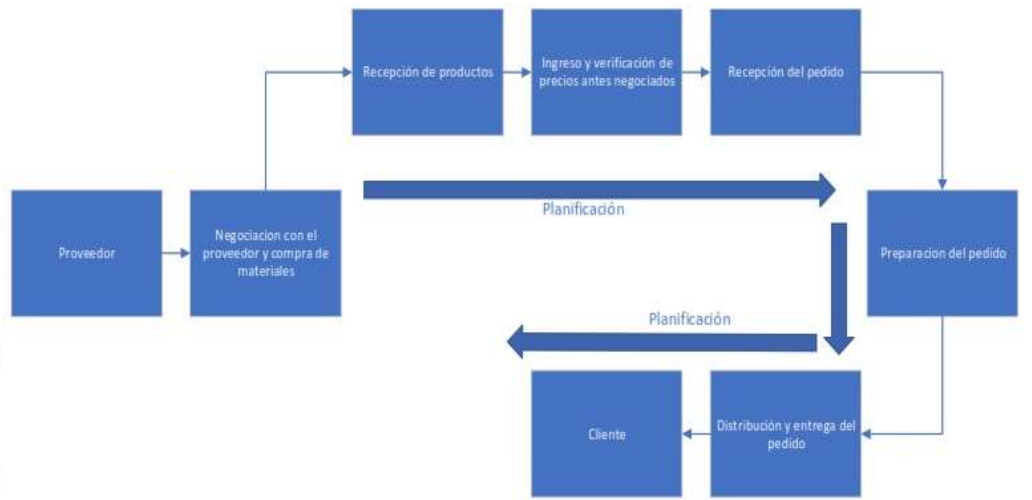 Recepción de productos
Ingreso y verificación de
precios antes negociados
Recepción del pedido
Planificación
Proveedor
Negociacion con el
proveedor y compra de
materiales
Preparacion del pedido
Planificación
Cliente
Distribución y entrega del
pedido